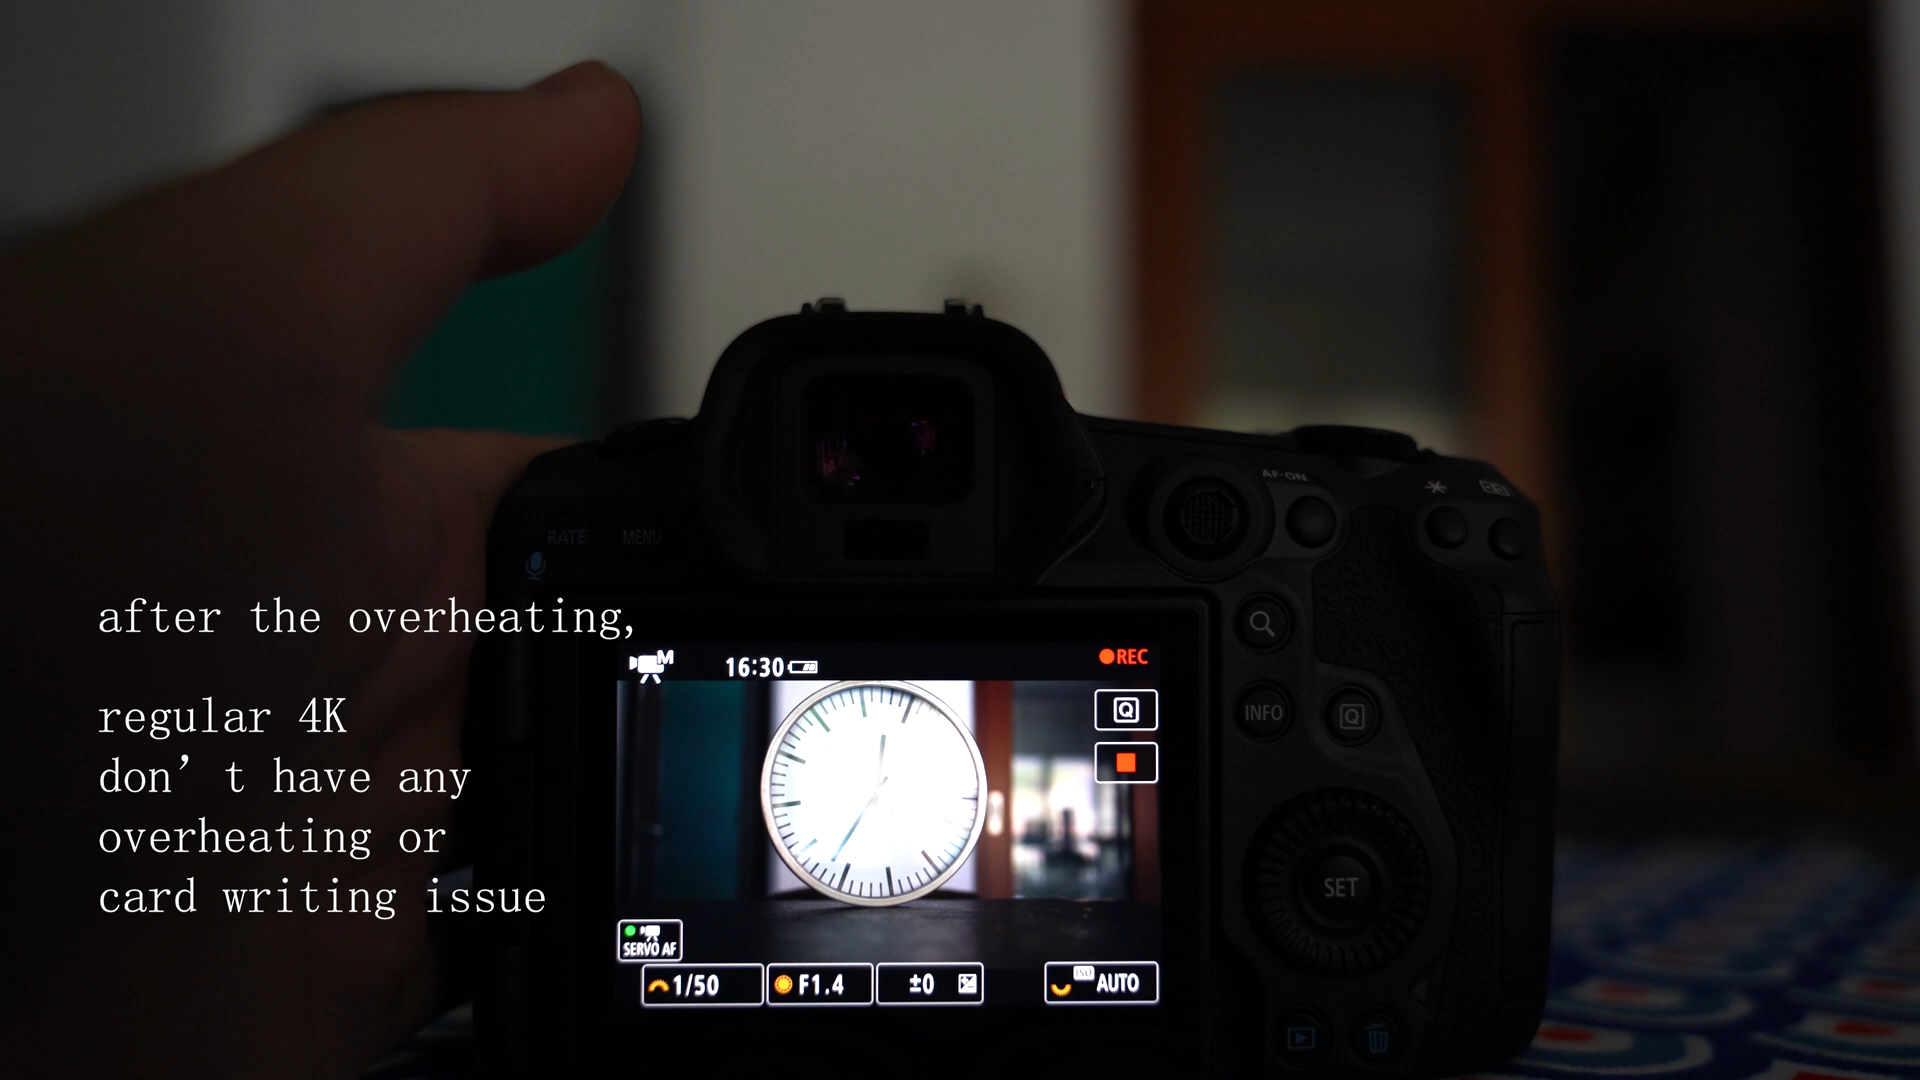 AF-ON
RATE MENU
after the overheating,
M 16:30 REC
regular 4K
Q
INFO Q
don’t have any
overheating or
SET
card writing issue
SERVO AF
1/50 F1.4 ±0 ISO AUTO